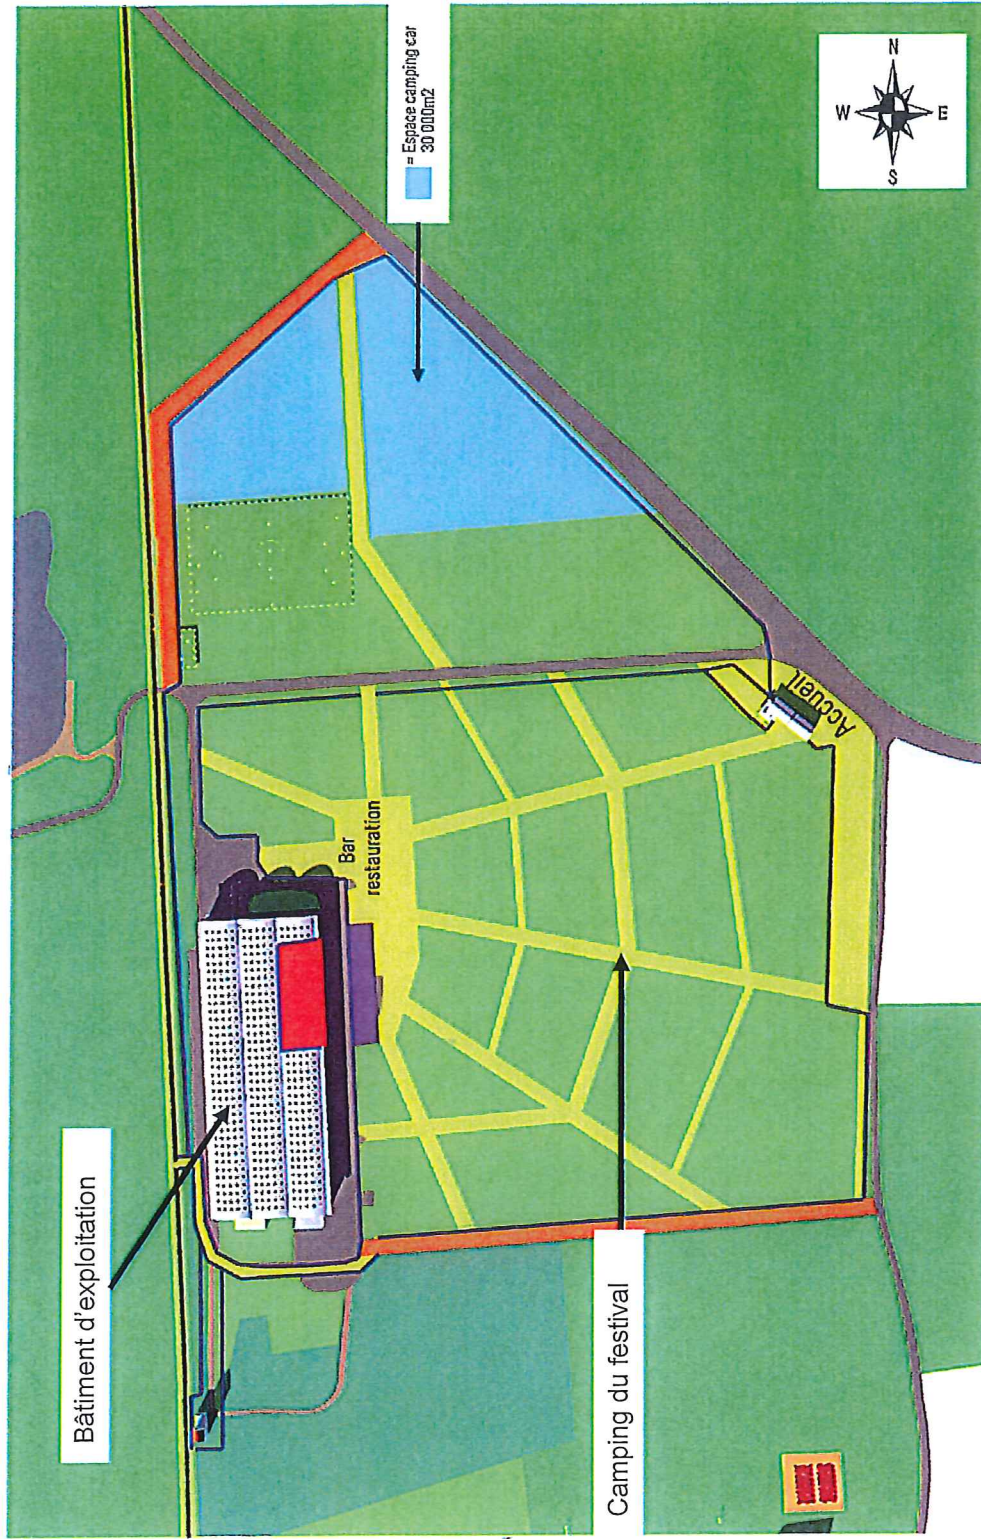 Bâtiment d'exploitation
= Espace camping car
30 000m2
Bar
restauration
Accueil
Camping du festival
N
W
E
S